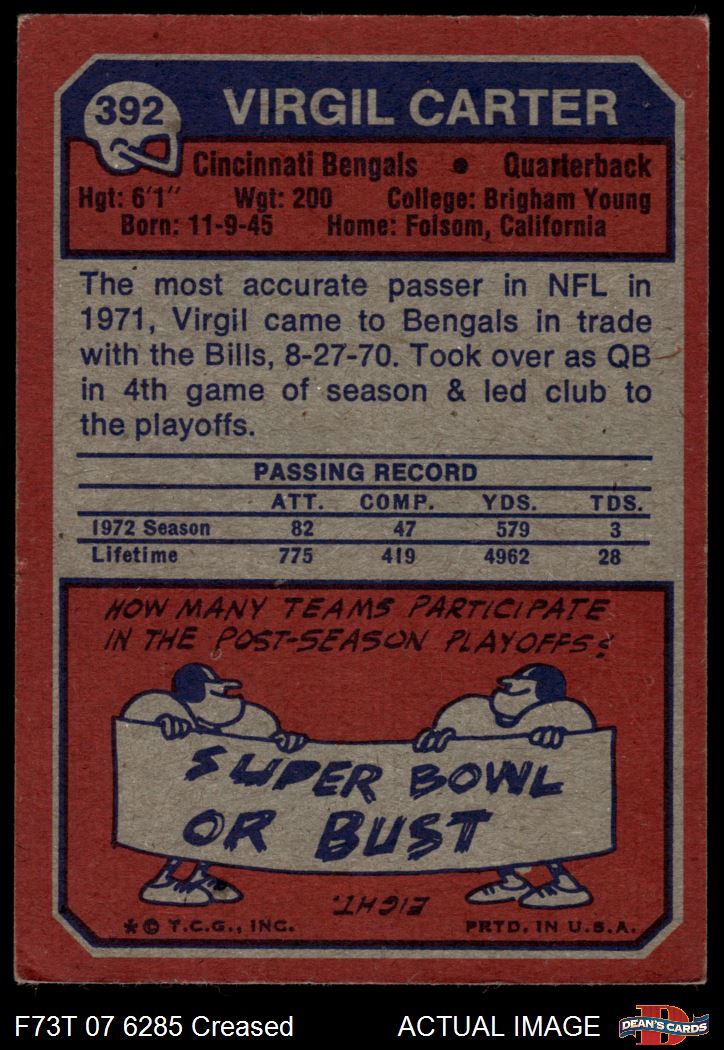 392
VIRGIL CARTER
Cincinnati Bengals • Quarterback
Hgt: 6'1" Wgt: 200 College: Brigham Young
Born: 11-9-45 Home: Folsom, California
The most accurate passer in NFL in
1971, Virgil came to Bengals in trade
with the Bills, 8-27-70. Took over as QB
in 4th game of season & led club to
the playoffs.
PASSING RECORD
ATT. COMP. YDS. TDS.
1972 Season 82 47 579 3
Lifetime 775 419 4962 28
HOW MANY TEAMS PARTICIPATE
IN THE POST-SEASON PLAYOFFS?
SUPER BOWL
OR BUST
EIGHT.
*© T.C.G., INC. PRTD. IN U.S.A.
F73T 07 6285 Creased ACTUAL IMAGE
D
DEAN'S CARDS